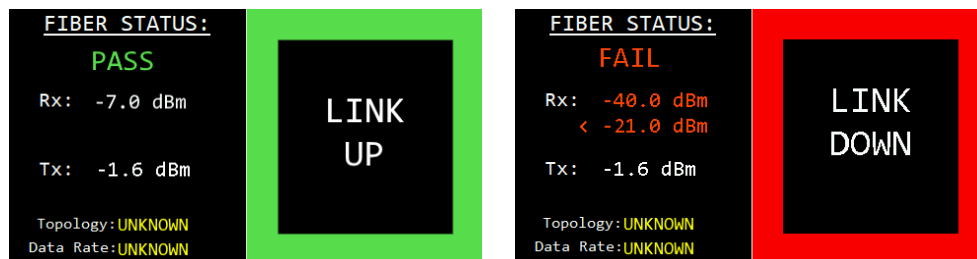 FIBER STATUS:
PASS
Rx: -7.0 dBm
Tx: -1.6 dBm
Topology:UNKNOWN
Data Rate:UNKNOWN
LINK
UP
FIBER STATUS:
FAIL
Rx: -40.0 dBm
< -21.0 dBm
Tx: -1.6 dBm
Topology:UNKNOWN
Data Rate:UNKNOWN
LINK
DOWN